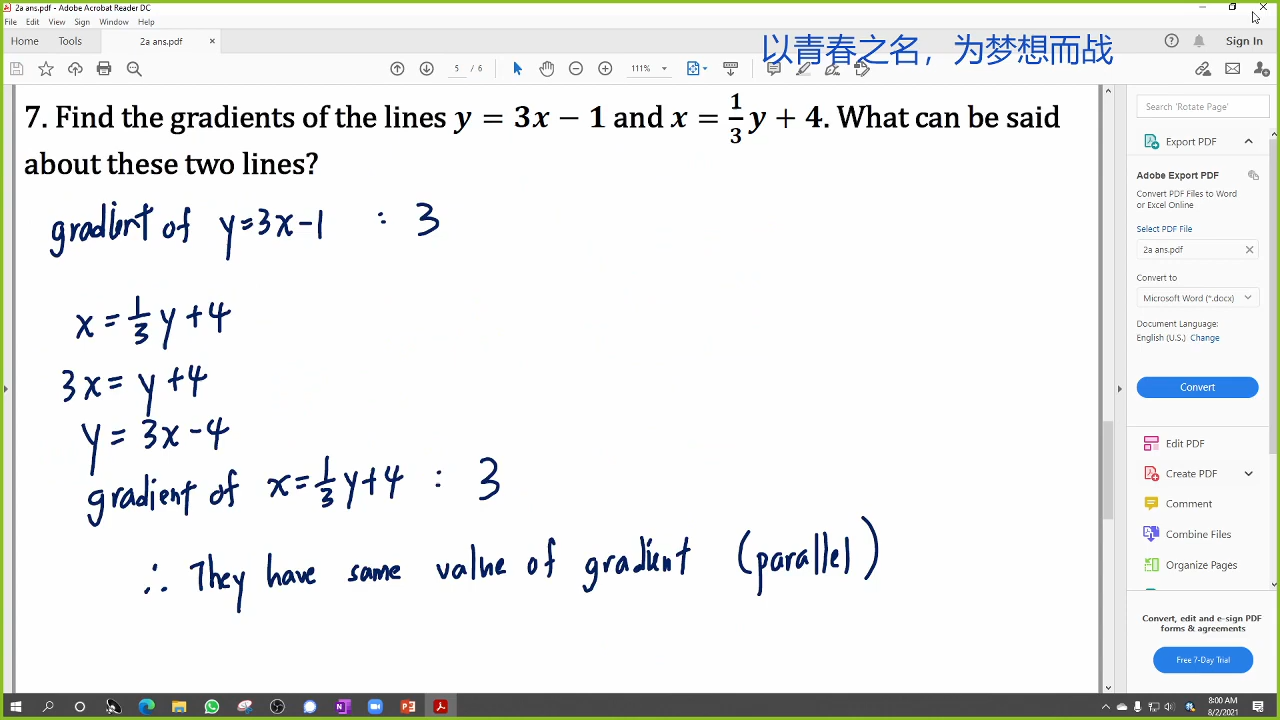 2a ans.pdf - Adobe Acrobat Reader DC
File Edit View Sign Window Help
Home Tools 2a ans.pdf ×
Sign In
以青春之名，为梦想而战
5 / 6 111%
7. Find the gradients of the lines y = 3x − 1 and x = 1/3 y + 4. What can be said
about these two lines?
gradient of y=3x-1 : 3
x = 1/3 y + 4
3x = y + 4
y = 3x - 4
gradient of x = 1/3 y + 4 : 3
∴ They have same value of gradient (parallel)
Search 'Rotate Page'
Export PDF
Adobe Export PDF
Convert PDF Files to Word
or Excel Online
Select PDF File
2a ans.pdf ×
Convert to
Microsoft Word (*.docx)
Document Language:
English (U.S.) Change
Convert
Edit PDF
Create PDF
Comment
Combine Files
Organize Pages
Convert, edit and e-sign PDF
forms & agreements
Free 7-Day Trial
8:00 AM
8/2/2021